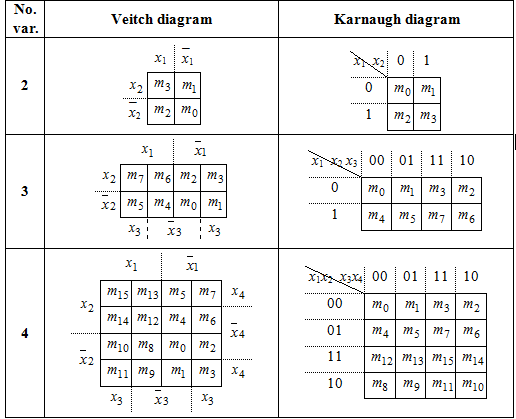 No. var. Veitch diagram Karnaugh diagram
2
x1 x̅1
x2 m3 m1
x̅2 m2 m0
x1 x2 0 1
0 m0 m1
1 m2 m3
3
x1 x̅1
x2 m7 m6 m2 m3
x̅2 m5 m4 m0 m1
x3 x̅3 x3
x1 x2 x3 00 01 11 10
0 m0 m1 m3 m2
1 m4 m5 m7 m6
4
x1 x̅1
x2 m15 m13 m5 m7 x4
m14 m12 m4 m6 x̅4
x̅2 m10 m8 m0 m2
m11 m9 m1 m3 x4
x3 x̅3 x3
x1x2 x3x4 00 01 11 10
00 m0 m1 m3 m2
01 m4 m5 m7 m6
11 m12 m13 m15 m14
10 m8 m9 m11 m10